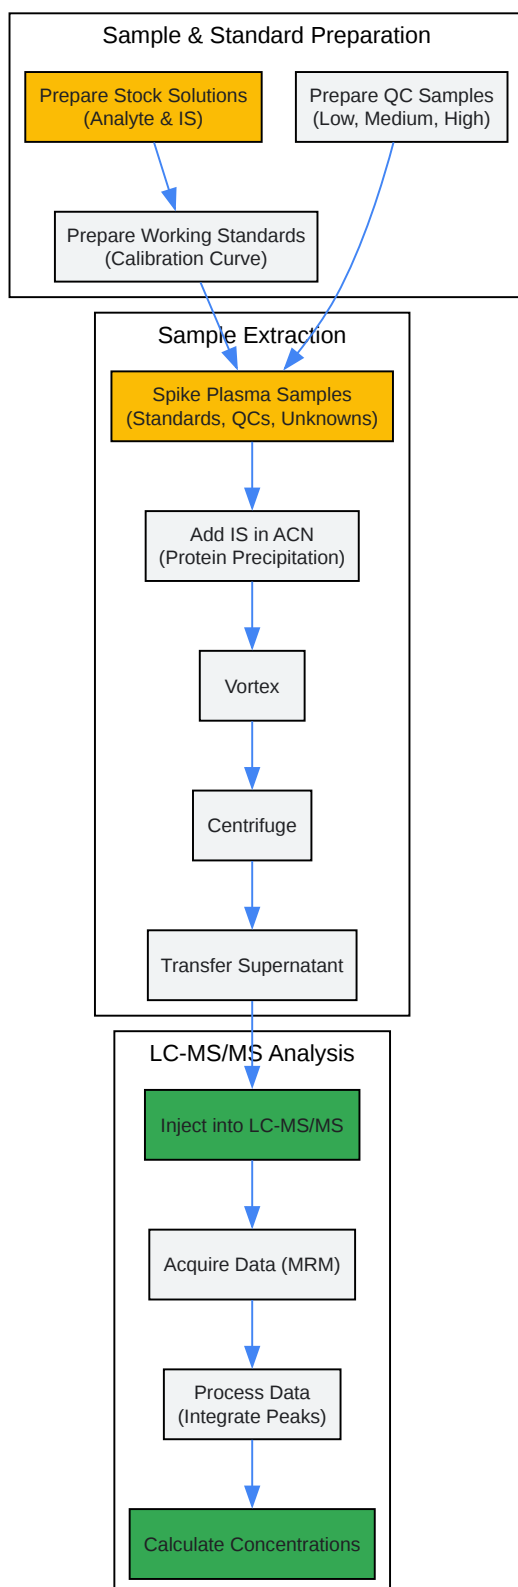 Sample & Standard Preparation
Prepare Stock Solutions
(Analyte & IS)
Prepare QC Samples
(Low, Medium, High)
Prepare Working Standards
(Calibration Curve)
Sample Extraction
Spike Plasma Samples
(Standards, QCs, Unknowns)
Add IS in ACN
(Protein Precipitation)
Vortex
Centrifuge
Transfer Supernatant
LC-MS/MS Analysis
Inject into LC-MS/MS
Acquire Data (MRM)
Process Data
(Integrate Peaks)
Calculate Concentrations